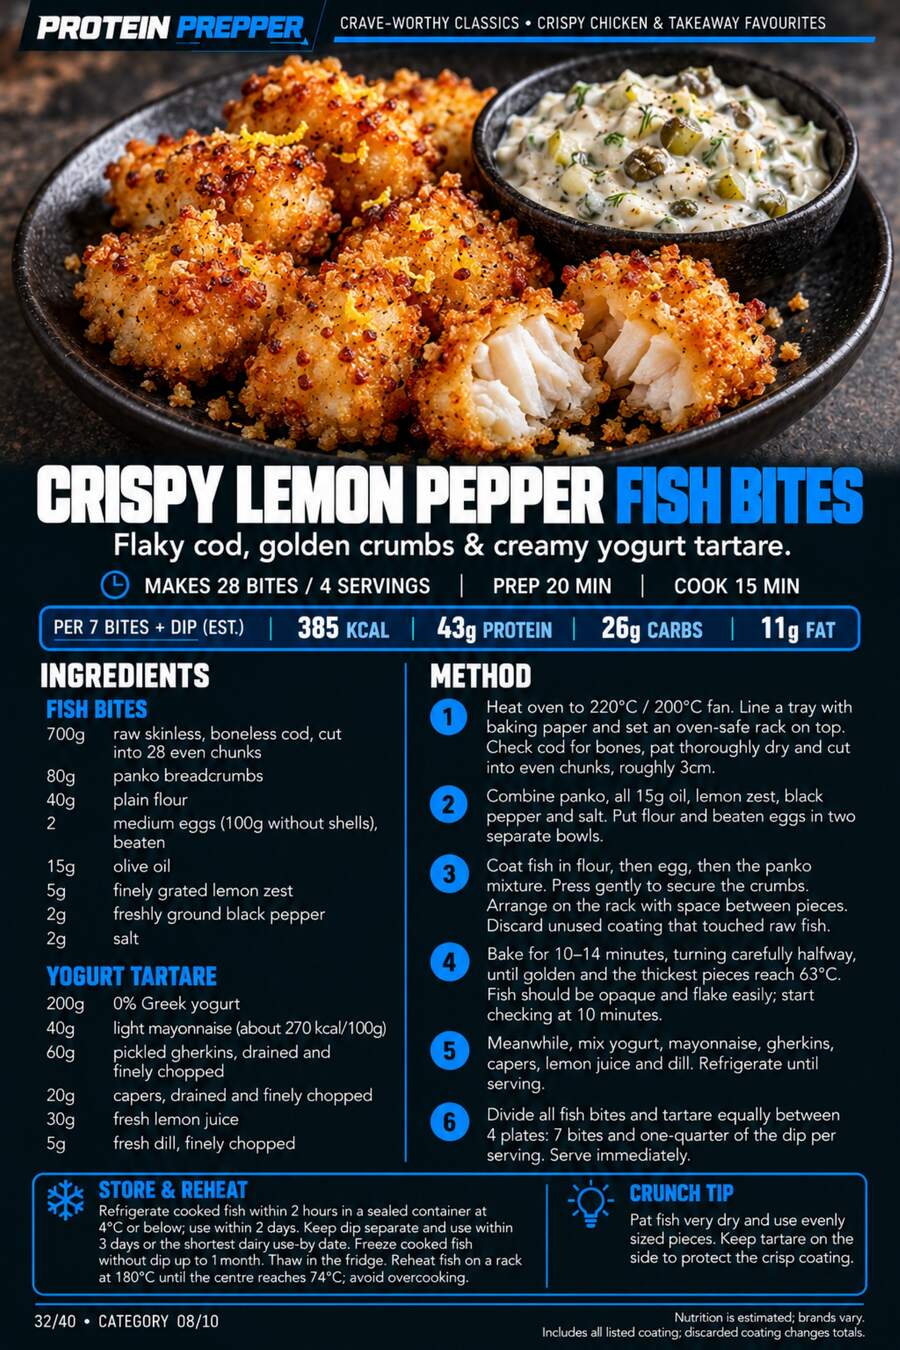 PROTEIN PREPPER
CRAVE-WORTHY CLASSICS • CRISPY CHICKEN & TAKEAWAY FAVOURITES
CRISPY LEMON PEPPER FISH BITES
Flaky cod, golden crumbs & creamy yogurt tartare.
MAKES 28 BITES / 4 SERVINGS | PREP 20 MIN | COOK 15 MIN
PER 7 BITES + DIP (EST.) | 385 KCAL | 43g PROTEIN | 26g CARBS | 11g FAT
INGREDIENTS
FISH BITES
700g raw skinless, boneless cod, cut
into 28 even chunks
80g panko breadcrumbs
40g plain flour
2 medium eggs (100g without shells),
beaten
15g olive oil
5g finely grated lemon zest
2g freshly ground black pepper
2g salt
YOGURT TARTARE
200g 0% Greek yogurt
40g light mayonnaise (about 270 kcal/100g)
60g pickled gherkins, drained and
finely chopped
20g capers, drained and finely chopped
30g fresh lemon juice
5g fresh dill, finely chopped
METHOD
1 Heat oven to 220°C / 200°C fan. Line a tray with
baking paper and set an oven-safe rack on top.
Check cod for bones, pat thoroughly dry and cut
into even chunks, roughly 3cm.
2 Combine panko, all 15g oil, lemon zest, black
pepper and salt. Put flour and beaten eggs in two
separate bowls.
3 Coat fish in flour, then egg, then the panko
mixture. Press gently to secure the crumbs.
Arrange on the rack with space between pieces.
Discard unused coating that touched raw fish.
4 Bake for 10–14 minutes, turning carefully halfway,
until golden and the thickest pieces reach 63°C.
Fish should be opaque and flake easily; start
checking at 10 minutes.
5 Meanwhile, mix yogurt, mayonnaise, gherkins,
capers, lemon juice and dill. Refrigerate until
serving.
6 Divide all fish bites and tartare equally between
4 plates: 7 bites and one-quarter of the dip per
serving. Serve immediately.
STORE & REHEAT
Refrigerate cooked fish within 2 hours in a sealed container at
4°C or below; use within 2 days. Keep dip separate and use within
3 days or the shortest dairy use-by date. Freeze cooked fish
without dip up to 1 month. Thaw in the fridge. Reheat fish on a rack
at 180°C until the centre reaches 74°C; avoid overcooking.
CRUNCH TIP
Pat fish very dry and use evenly
sized pieces. Keep tartare on the
side to protect the crisp coating.
32/40 • CATEGORY 08/10
Nutrition is estimated; brands vary.
Includes all listed coating; discarded coating changes totals.